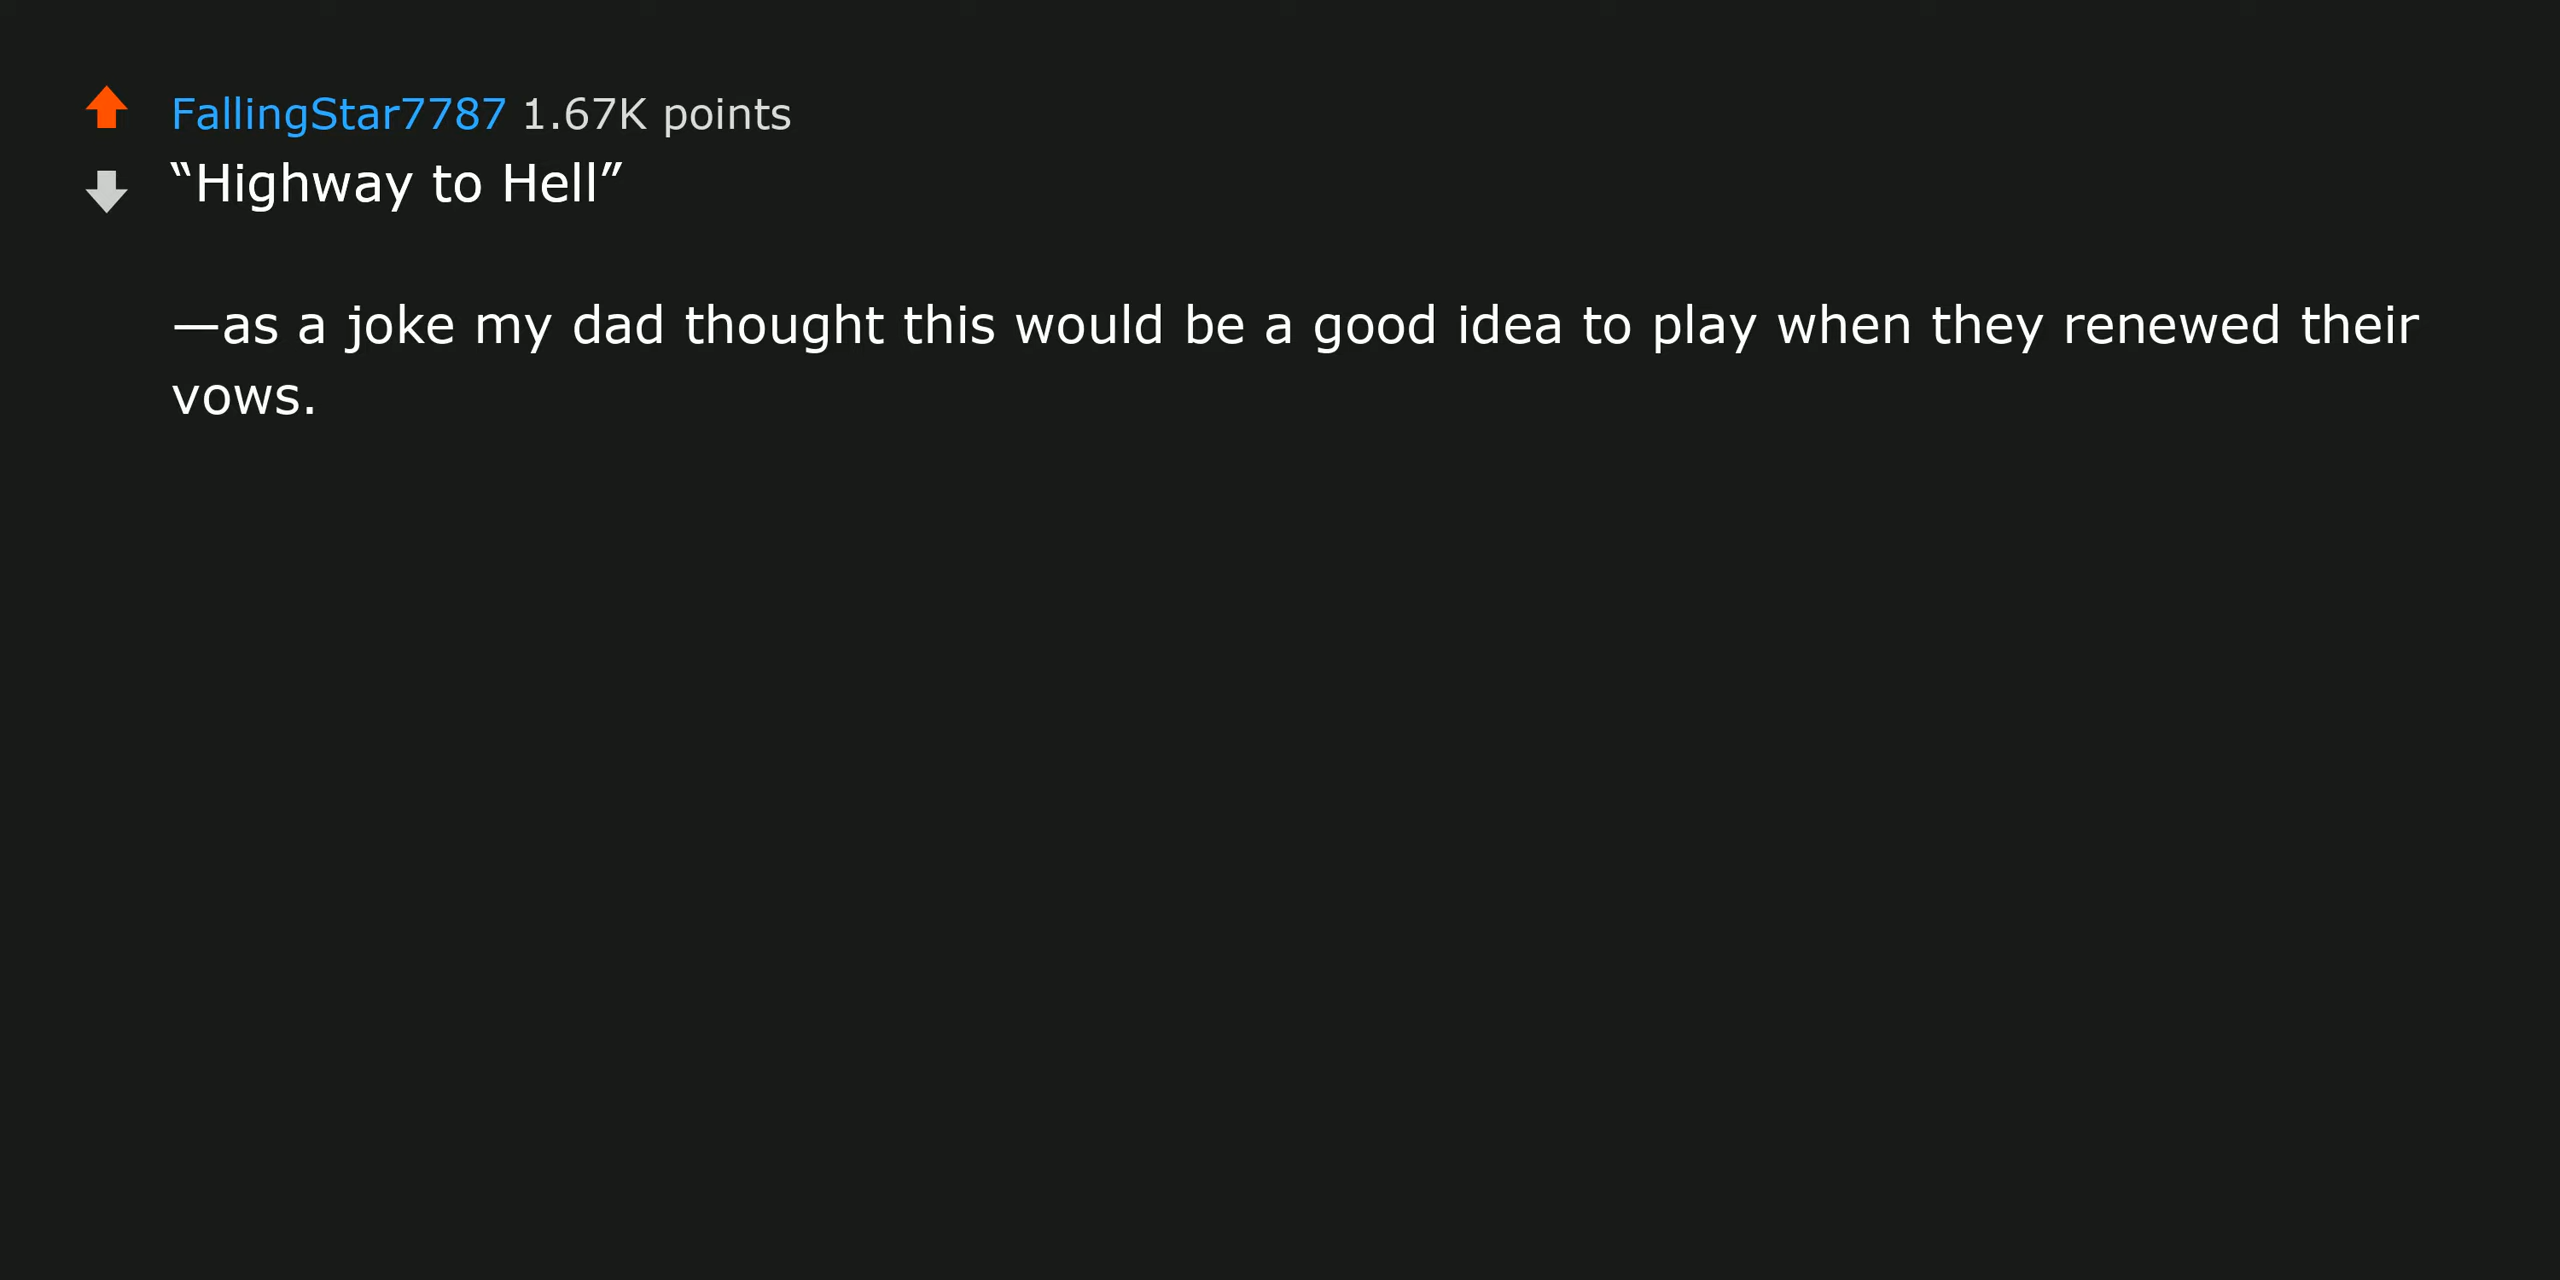 FallingStar7787 1.67K points
“Highway to Hell”
—as a joke my dad thought this would be a good idea to play when they renewed their
vows.